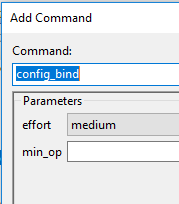 Add Command
Command:
config_bind
Parameters
effort medium
min_op